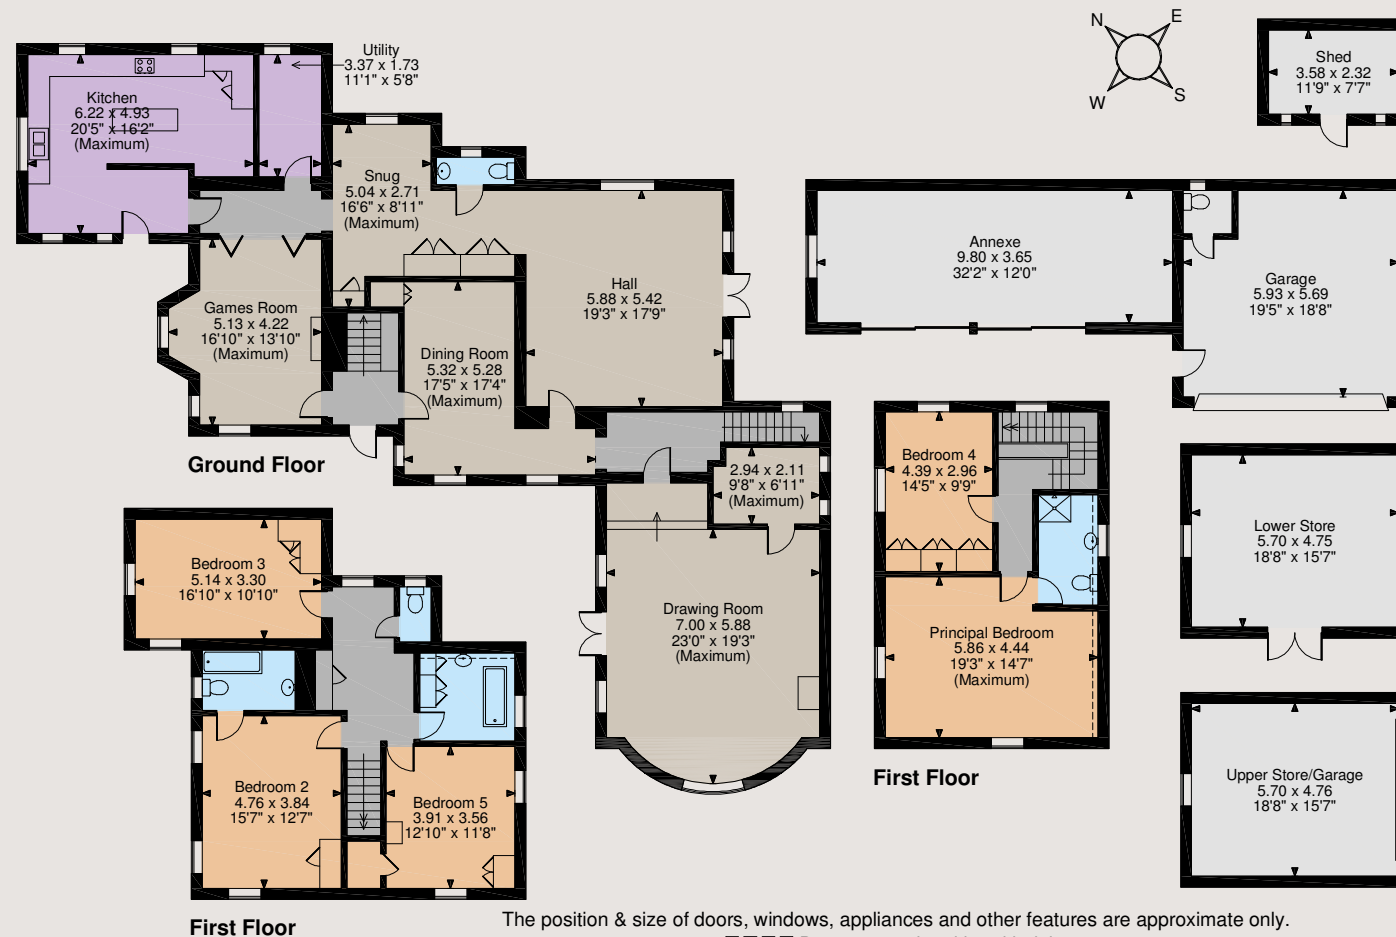 N
E
W
S
Shed
3.58 x 2.32
11'9" x 7'7"
Utility
3.37 x 1.73
11'1" x 5'8"
Kitchen
6.22 x 4.93
20'5" x 16'2"
(Maximum)
Snug
5.04 x 2.71
16'6" x 8'11"
(Maximum)
Hall
5.88 x 5.42
19'3" x 17'9"
Annexe
9.80 x 3.65
32'2" x 12'0"
Garage
5.93 x 5.69
19'5" x 18'8"
Games Room
5.13 x 4.22
16'10" x 13'10"
(Maximum)
Dining Room
5.32 x 5.28
17'5" x 17'4"
(Maximum)
Ground Floor
2.94 x 2.11
9'8" x 6'11"
(Maximum)
Bedroom 4
4.39 x 2.96
14'5" x 9'9"
Lower Store
5.70 x 4.75
18'8" x 15'7"
Bedroom 3
5.14 x 3.30
16'10" x 10'10"
Drawing Room
7.00 x 5.88
23'0" x 19'3"
(Maximum)
Principal Bedroom
5.86 x 4.44
19'3" x 14'7"
(Maximum)
First Floor
Upper Store/Garage
5.70 x 4.76
18'8" x 15'7"
Bedroom 2
4.76 x 3.84
15'7" x 12'7"
Bedroom 5
3.91 x 3.56
12'10" x 11'8"
First Floor
The position & size of doors, windows, appliances and other features are approximate only.